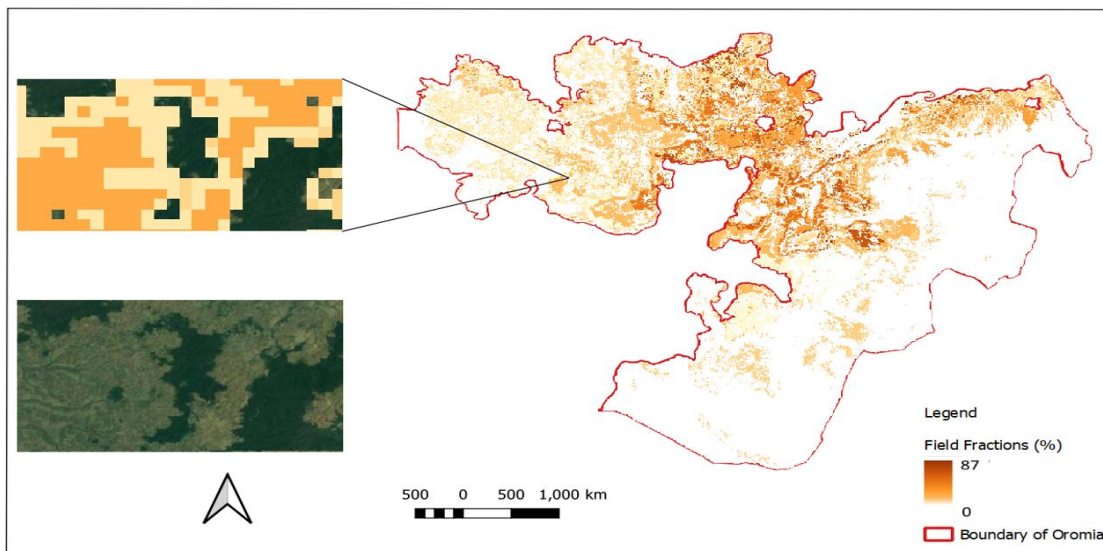 Legend
Field Fractions (%)
87
0
Boundary of Oromia
500 0 500 1,000 km